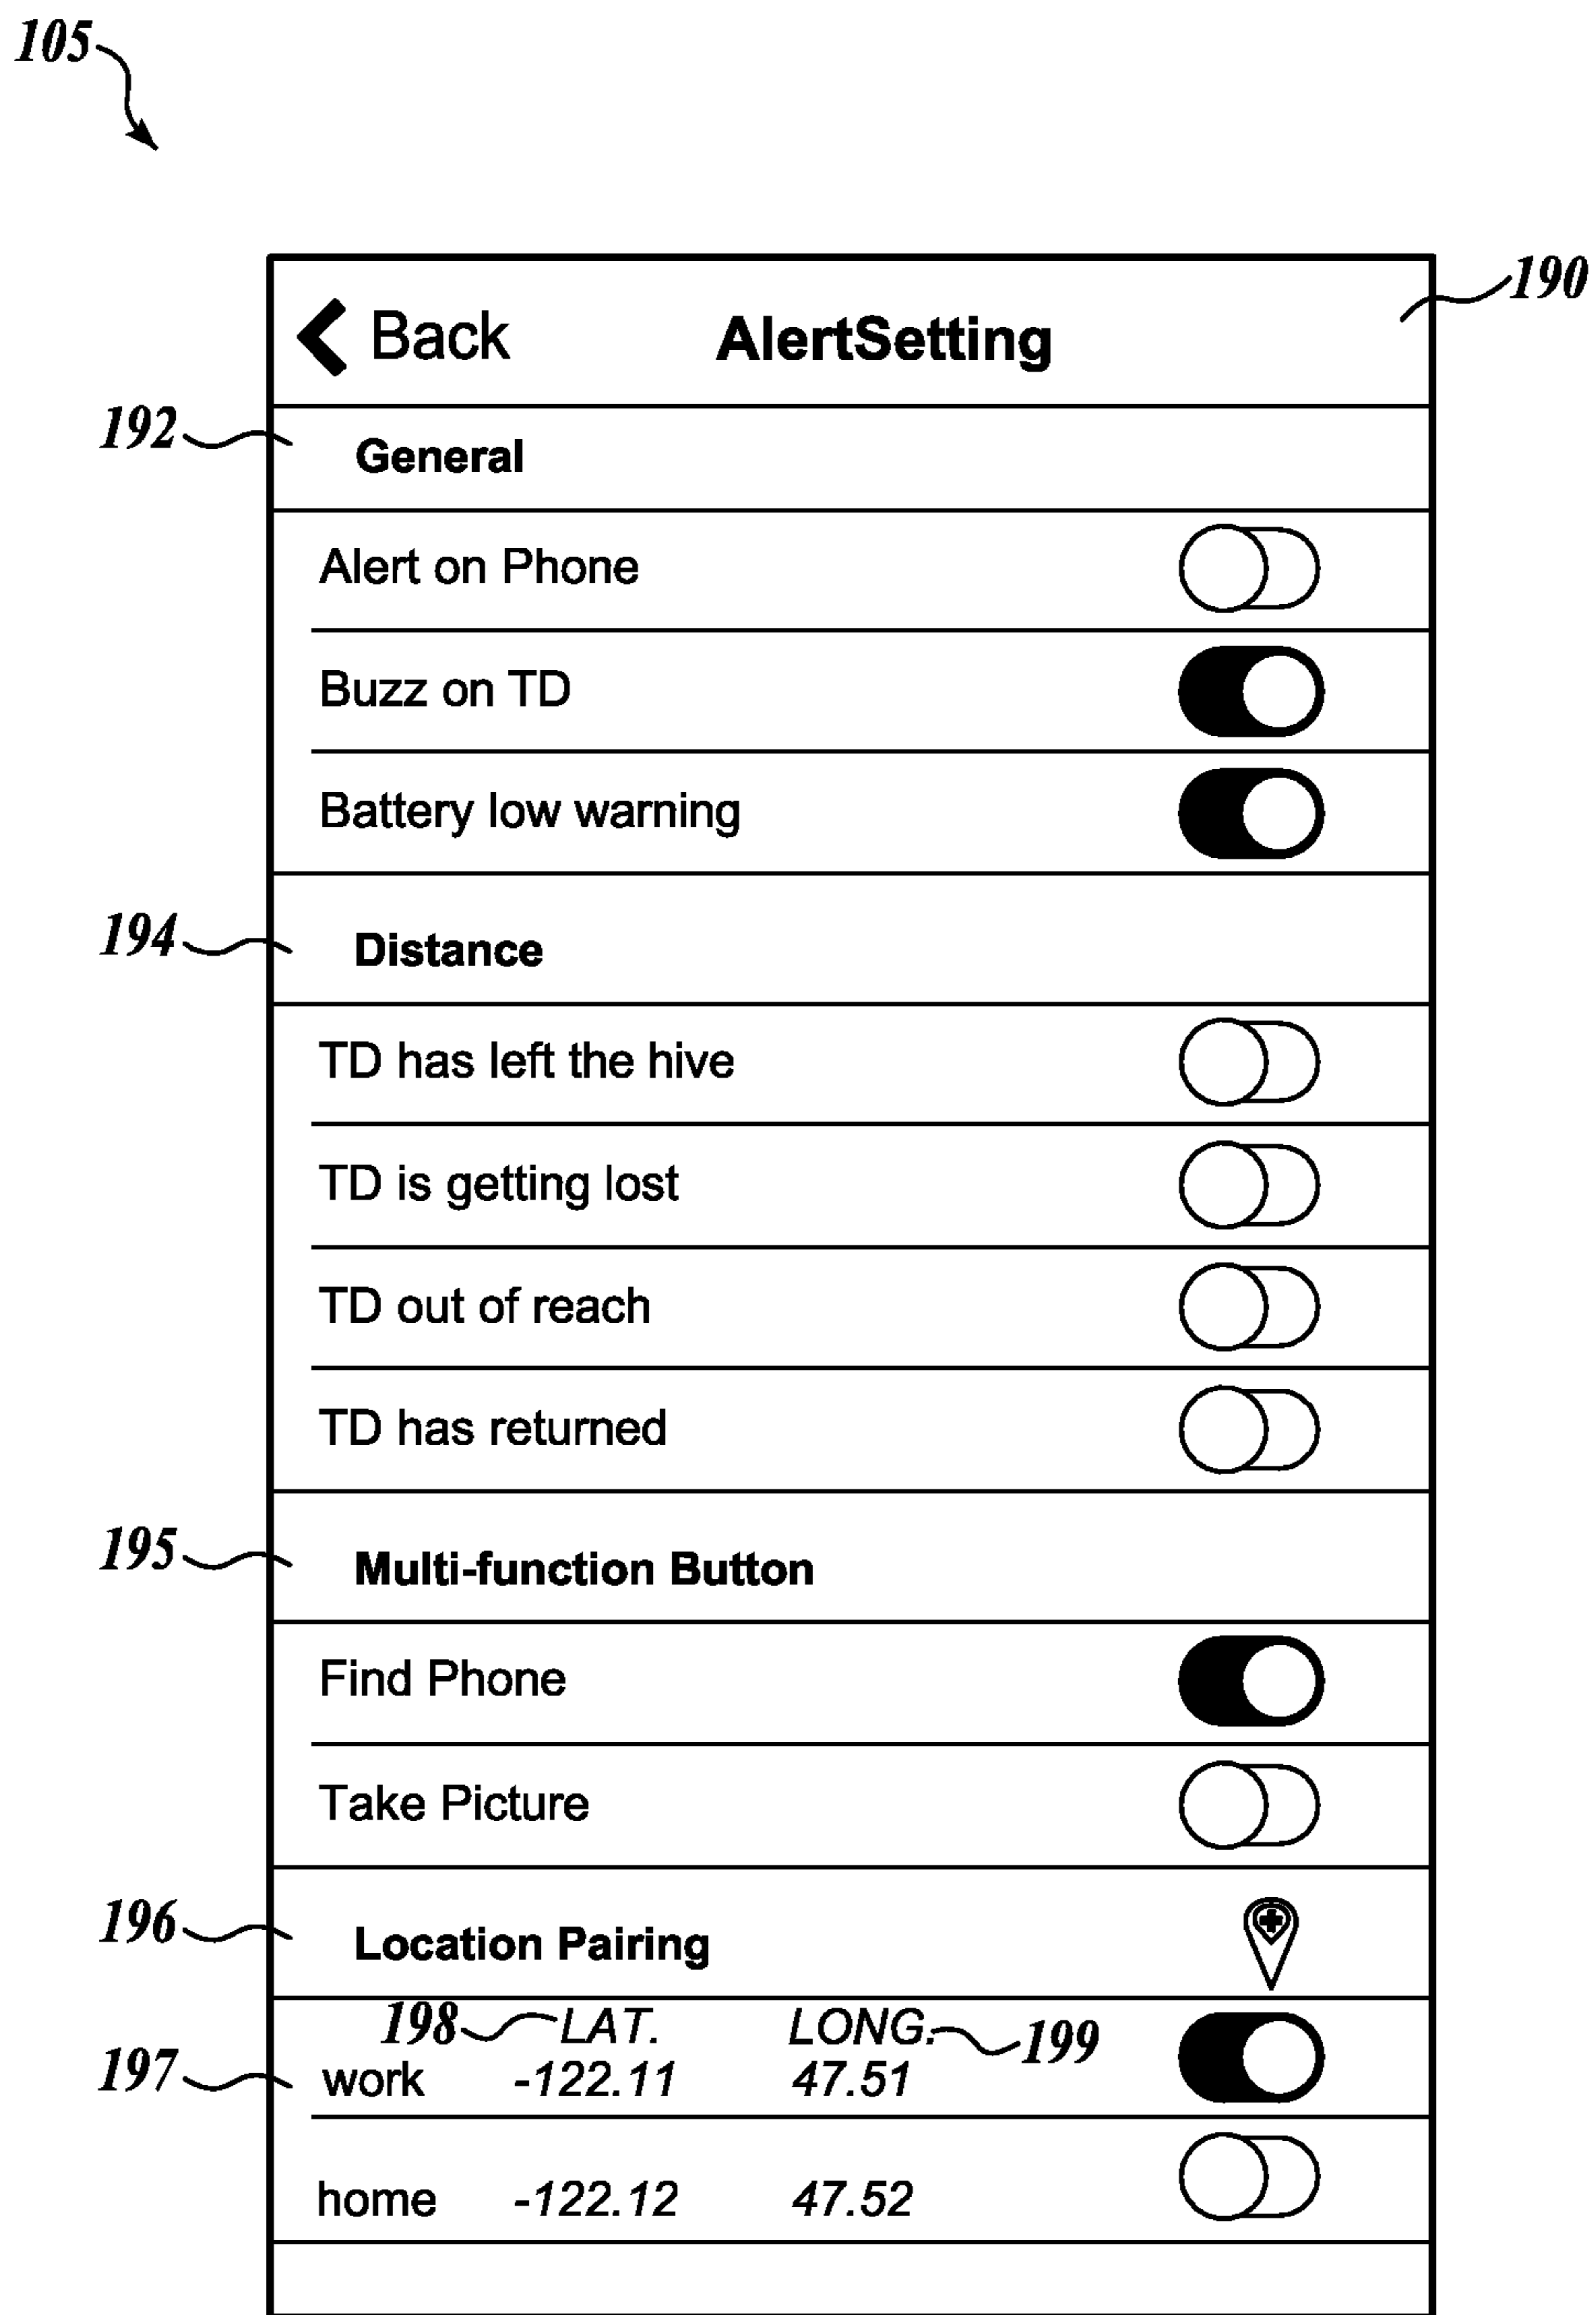 105
190
Back AlertSetting
192 General
Alert on Phone
Buzz on TD
Battery low warning
194 Distance
TD has left the hive
TD is getting lost
TD out of reach
TD has returned
195 Multi-function Button
Find Phone
Take Picture
196 Location Pairing
198 LAT. LONG. 199
197 work -122.11 47.51
home -122.12 47.52